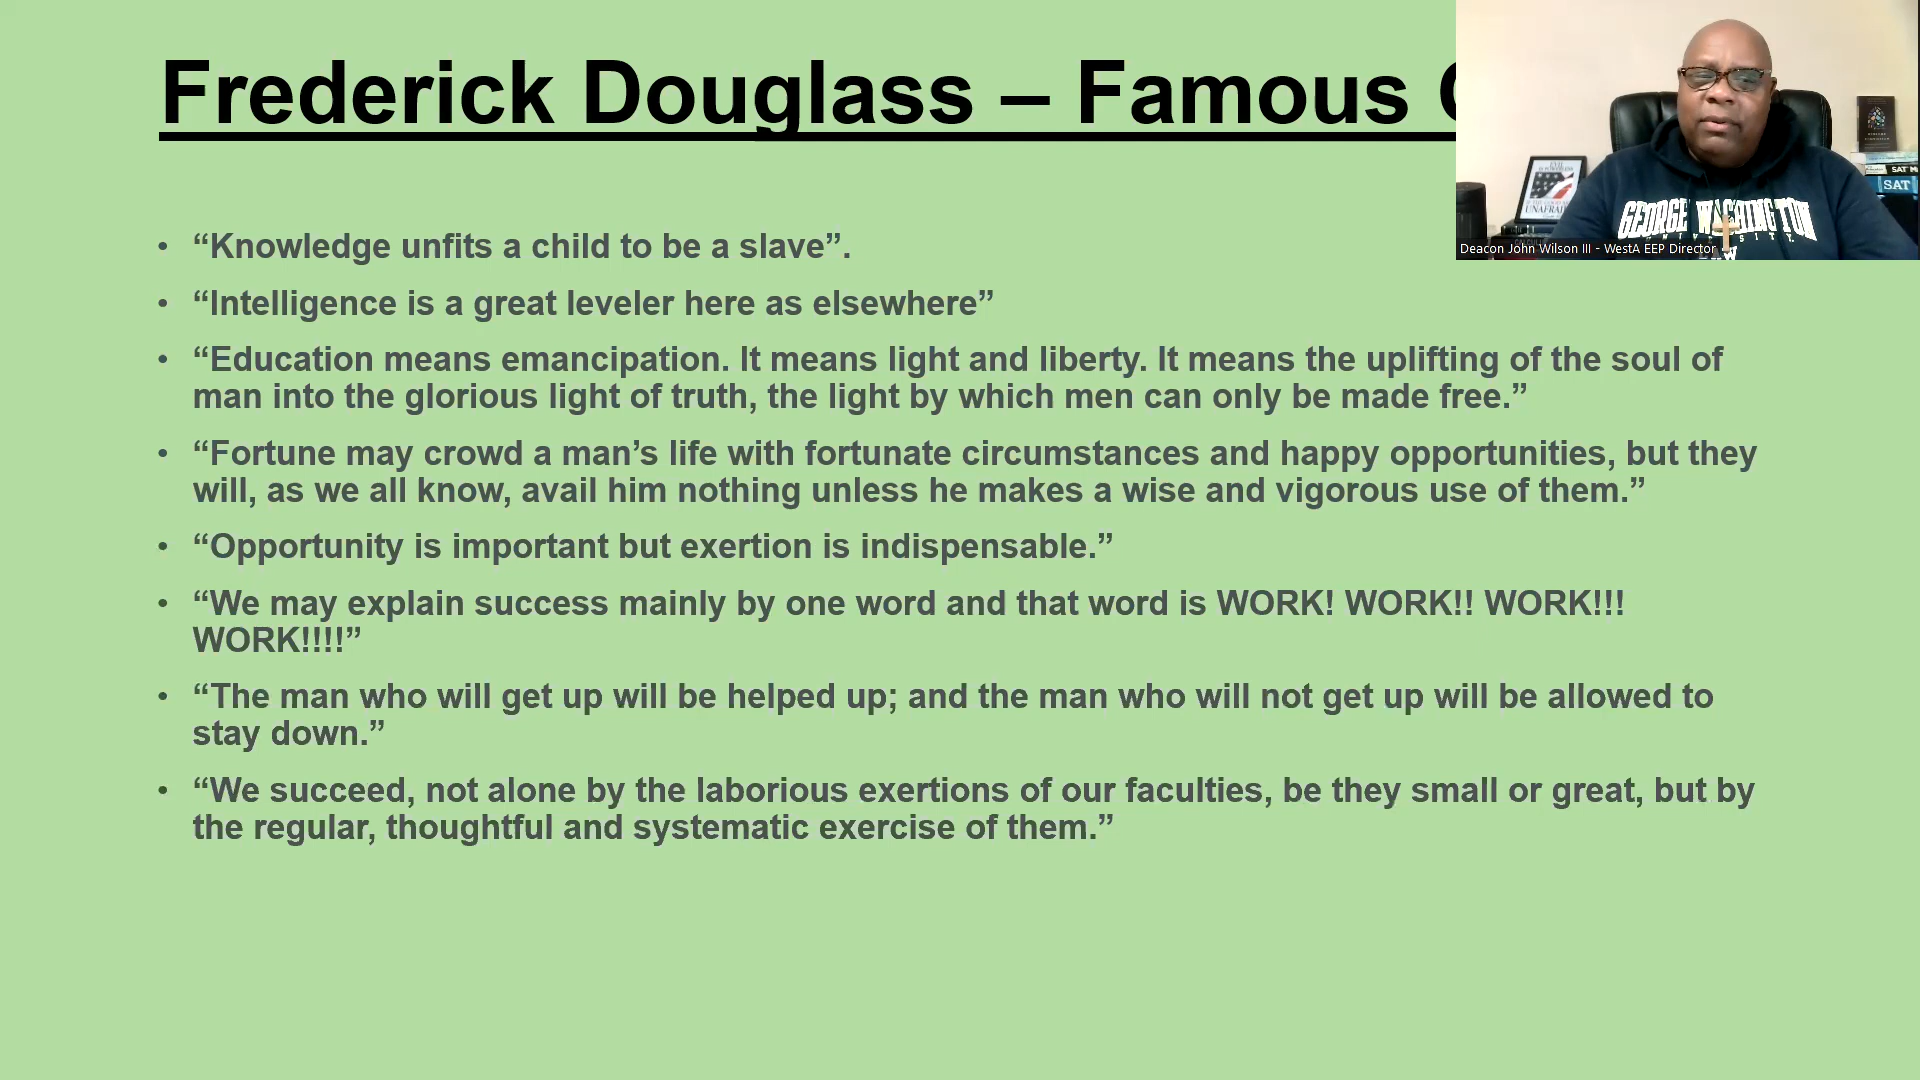 Frederick Douglass – Famous
• “Knowledge unfits a child to be a slave”.
• “Intelligence is a great leveler here as elsewhere”
• “Education means emancipation. It means light and liberty. It means the uplifting of the soul of
man into the glorious light of truth, the light by which men can only be made free.”
• “Fortune may crowd a man’s life with fortunate circumstances and happy opportunities, but they
will, as we all know, avail him nothing unless he makes a wise and vigorous use of them.”
• “Opportunity is important but exertion is indispensable.”
• “We may explain success mainly by one word and that word is WORK! WORK!! WORK!!!
WORK!!!!”
• “The man who will get up will be helped up; and the man who will not get up will be allowed to
stay down.”
• “We succeed, not alone by the laborious exertions of our faculties, be they small or great, but by
the regular, thoughtful and systematic exercise of them.”
SAT
SAT
GEORGE WASHINGTON
Deacon John Wilson III - WestA EEP Director